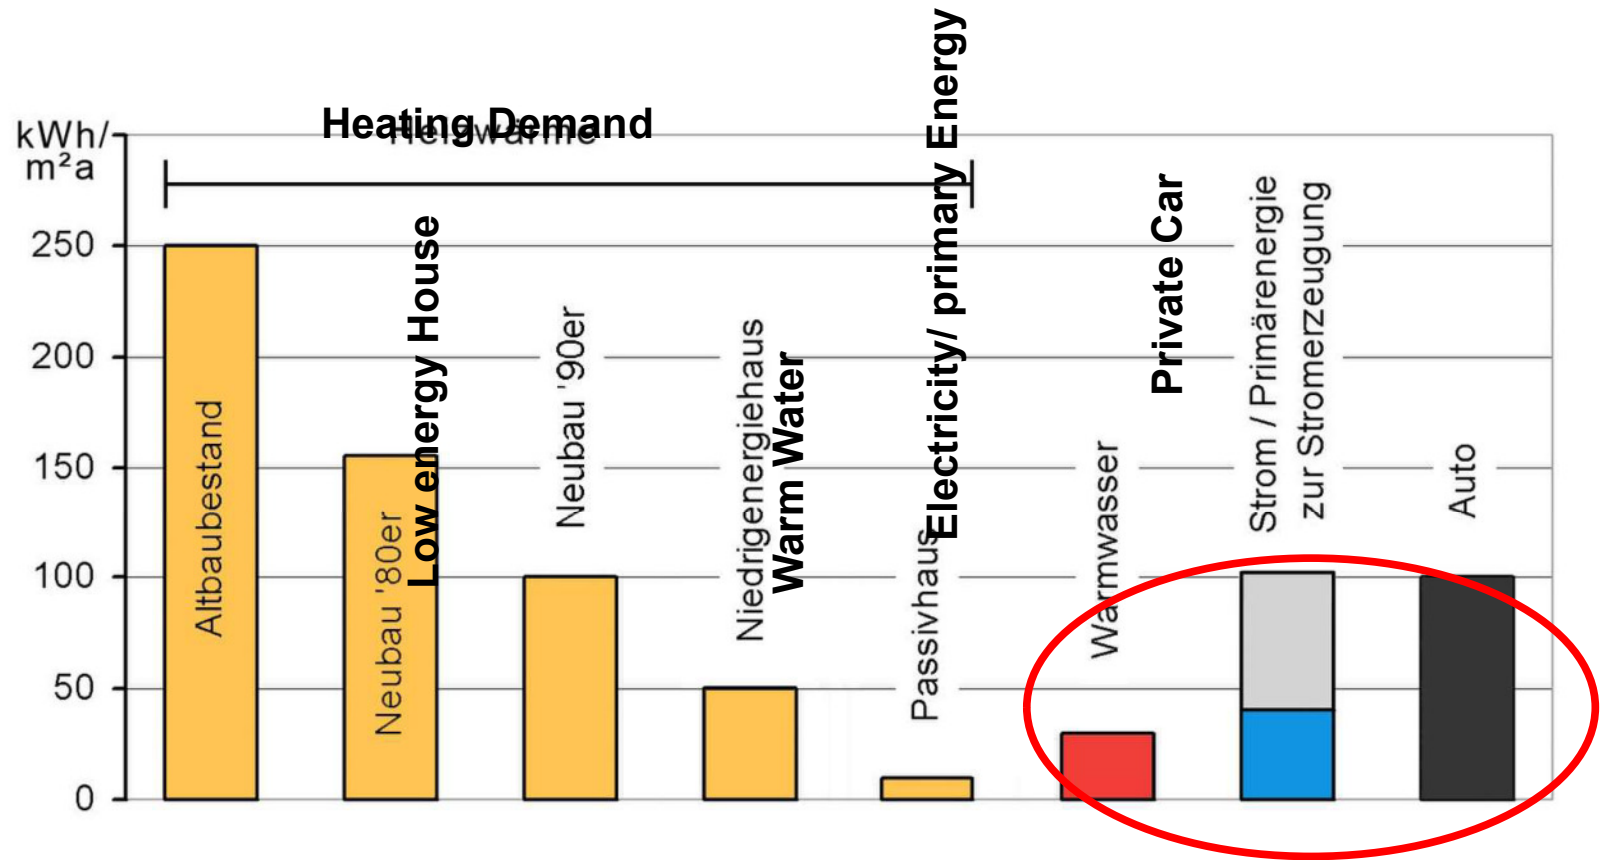 Heating Demand
Heizwärme
kWh/
m²a
250
200
150
100
50
0
Altbaubestand
Neubau '80er
Low energy House
Neubau '90er
Niedrigenergiehaus
Warm Water
Passivhaus
Electricity/ primary Energy
Warmwasser
Private Car
Strom / Primärenergie
zur Stromerzeugung
Auto